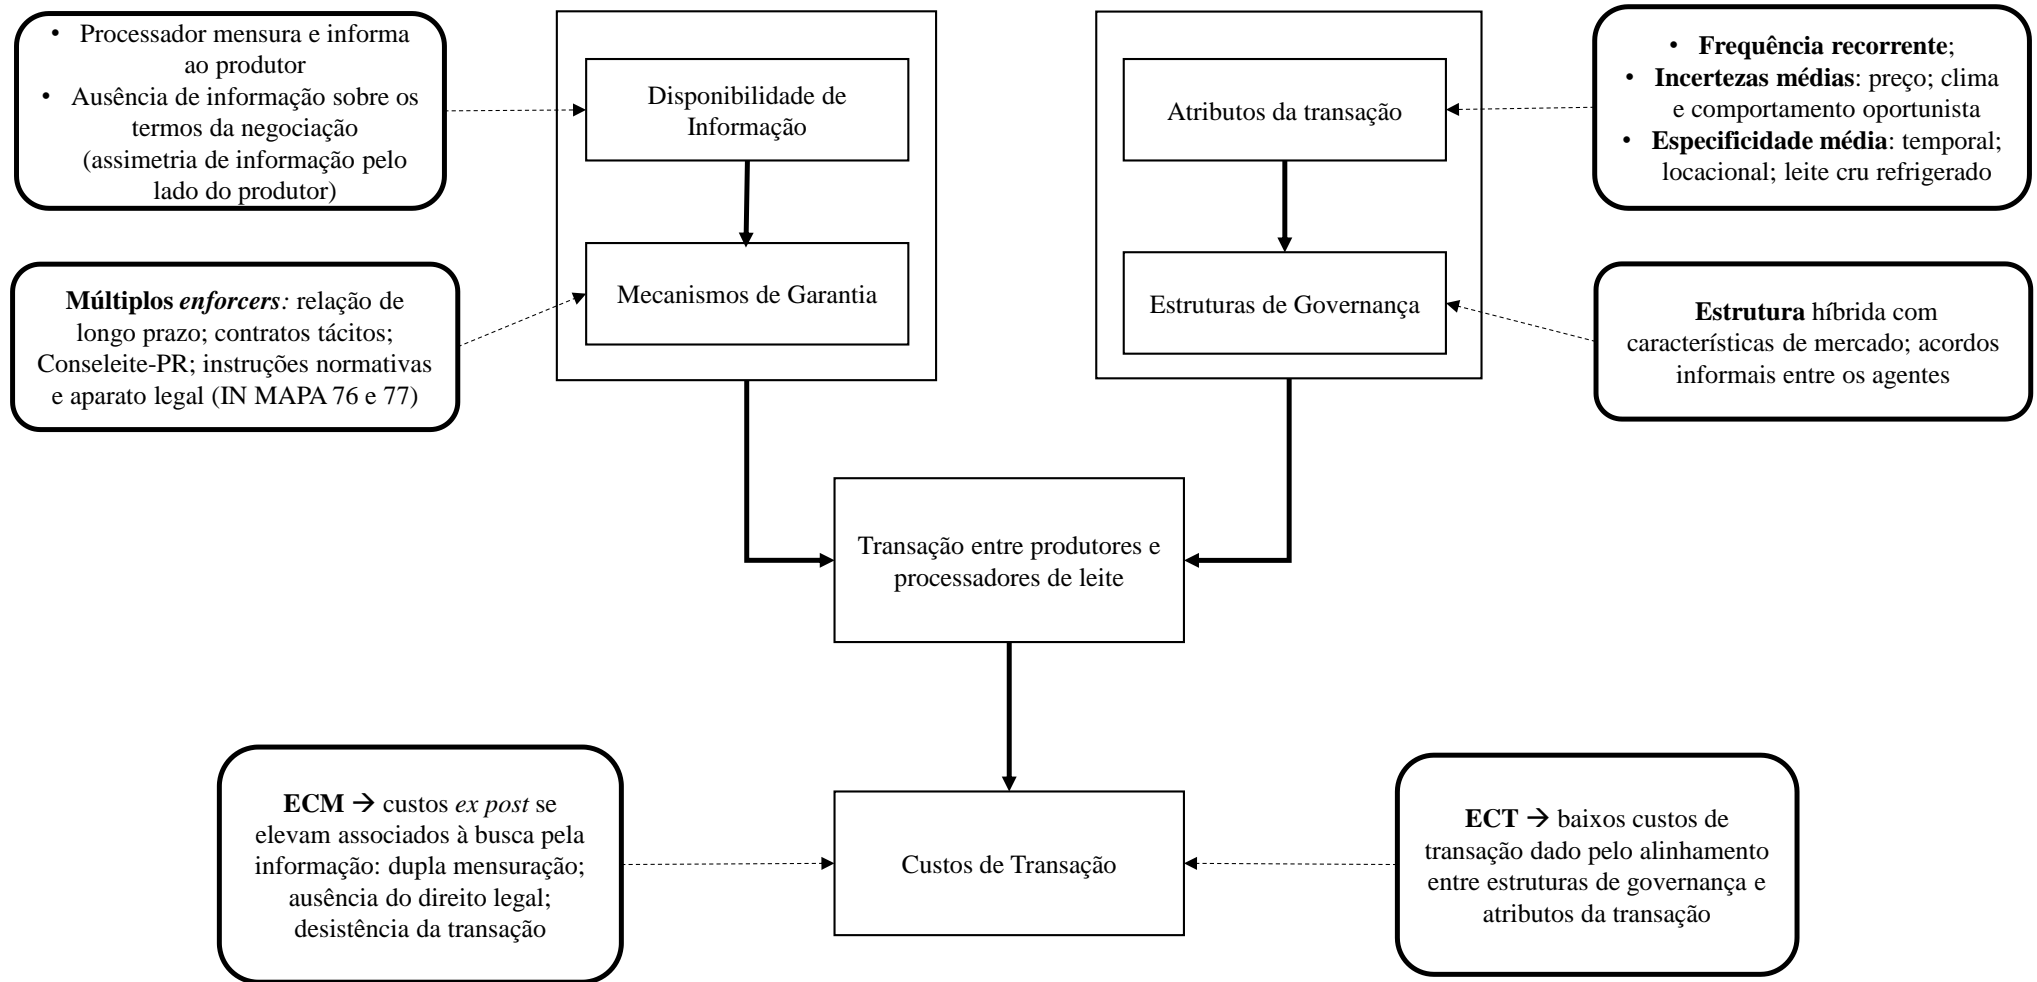 • Processador mensura e informa
ao produtor
• Ausência de informação sobre os
termos da negociação
(assimetria de informação pelo
lado do produtor)
Disponibilidade de
Informação
Atributos da transação
• Frequência recorrente;
• Incertezas médias: preço; clima
e comportamento oportunista
• Especificidade média: temporal;
locacional; leite cru refrigerado
Múltiplos enforcers: relação de
longo prazo; contratos tácitos;
Conseleite-PR; instruções normativas
e aparato legal (IN MAPA 76 e 77)
Mecanismos de Garantia
Estruturas de Governança
Estrutura híbrida com
características de mercado; acordos
informais entre os agentes
Transação entre produtores e
processadores de leite
ECM → custos ex post se
elevam associados à busca pela
informação: dupla mensuração;
ausência do direito legal;
desistência da transação
Custos de Transação
ECT → baixos custos de
transação dado pelo alinhamento
entre estruturas de governança e
atributos da transação